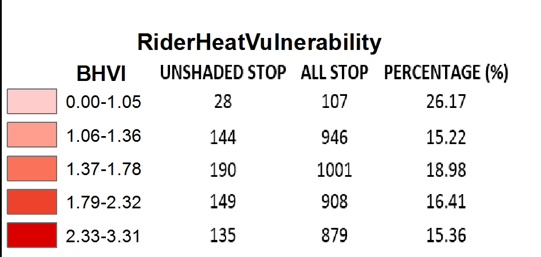 RiderHeatVulnerability
BHVI UNSHADED STOP ALL STOP PERCENTAGE (%)
0.00-1.05 28 107 26.17
1.06-1.36 144 946 15.22
1.37-1.78 190 1001 18.98
1.79-2.32 149 908 16.41
2.33-3.31 135 879 15.36